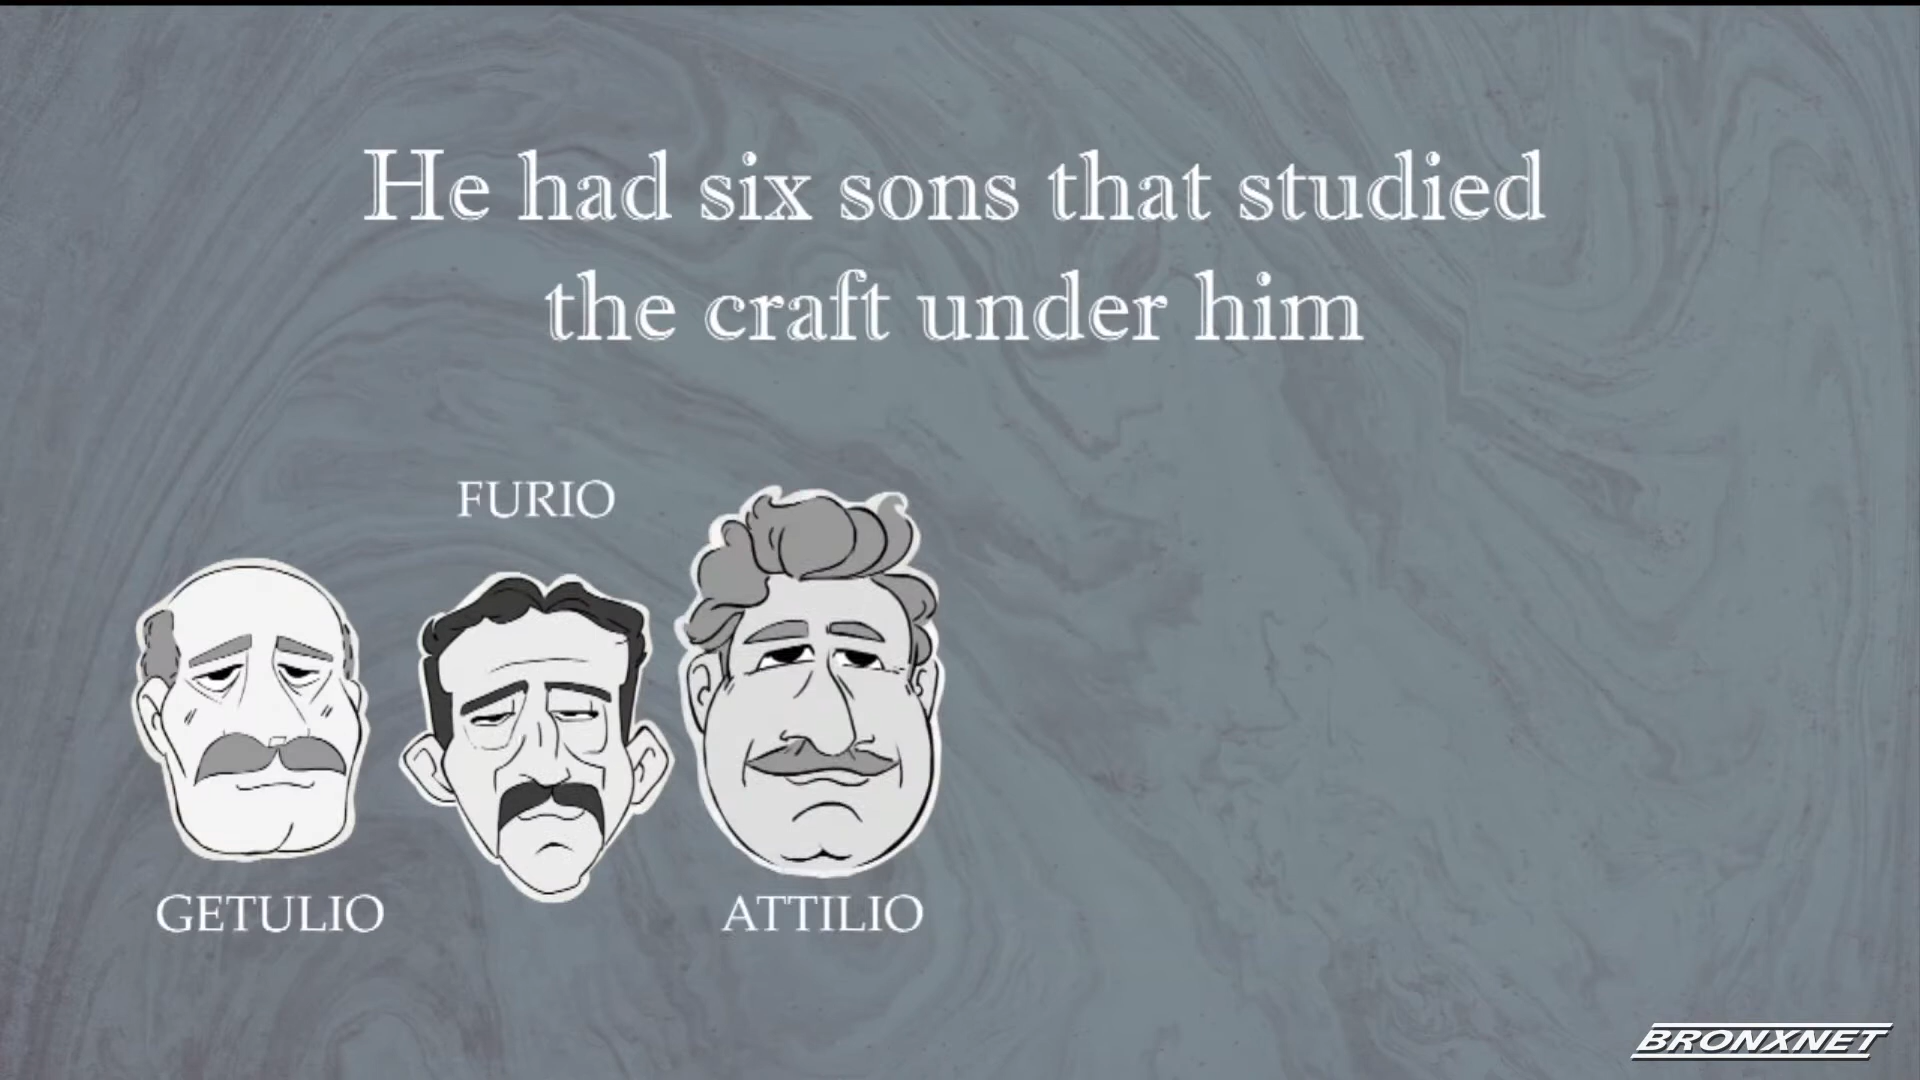 He had six sons that studied
the craft under him
FURIO
GETULIO
ATTILIO
BRONXNET